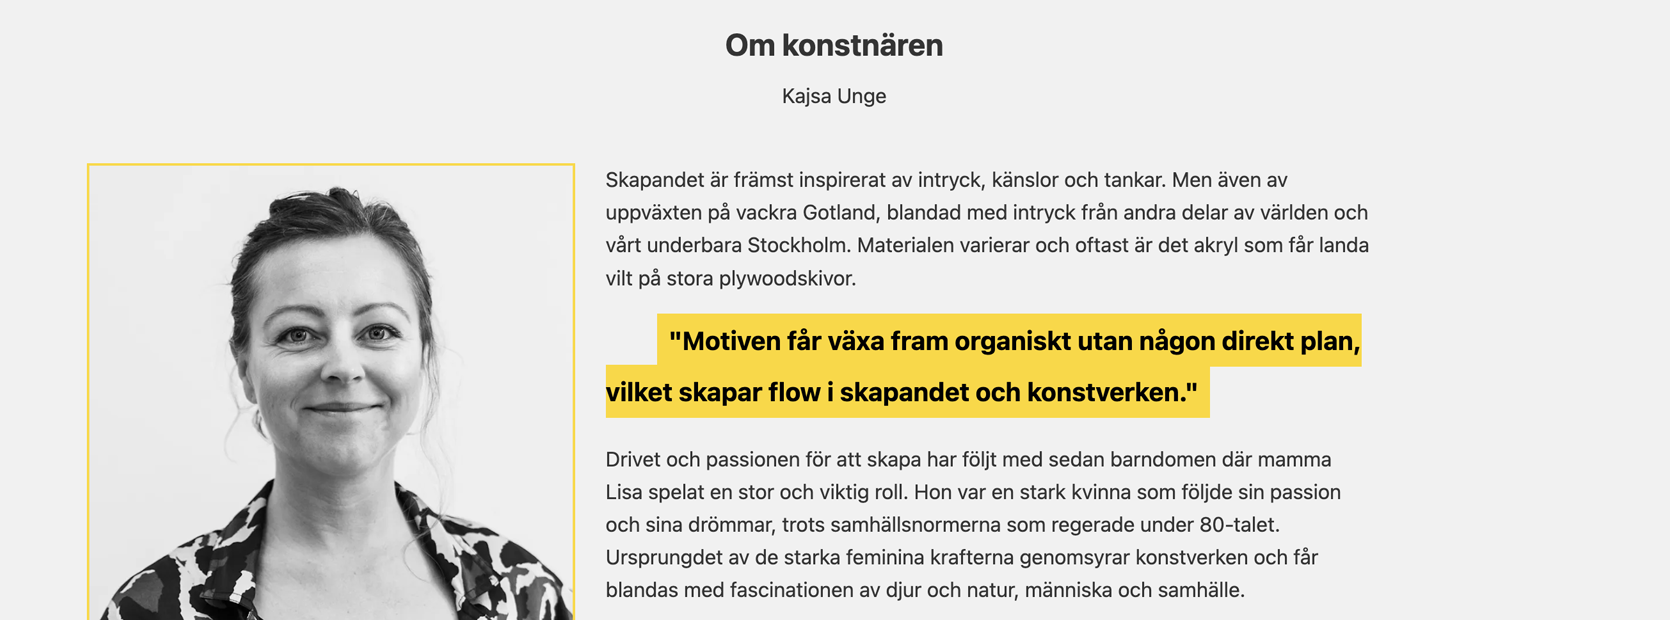 Om konstnären
Kajsa Unge
Skapandet är främst inspirerat av intryck, känslor och tankar. Men även av
uppväxten på vackra Gotland, blandad med intryck från andra delar av världen och
vårt underbara Stockholm. Materialen varierar och oftast är det akryl som får landa
vilt på stora plywoodskivor.
"Motiven får växa fram organiskt utan någon direkt plan,
vilket skapar flow i skapandet och konstverken."
Drivet och passionen för att skapa har följt med sedan barndomen där mamma
Lisa spelat en stor och viktig roll. Hon var en stark kvinna som följde sin passion
och sina drömmar, trots samhällsnormerna som regerade under 80-talet.
Ursprungdet av de starka feminina krafterna genomsyrar konstverken och får
blandas med fascinationen av djur och natur, människa och samhälle.